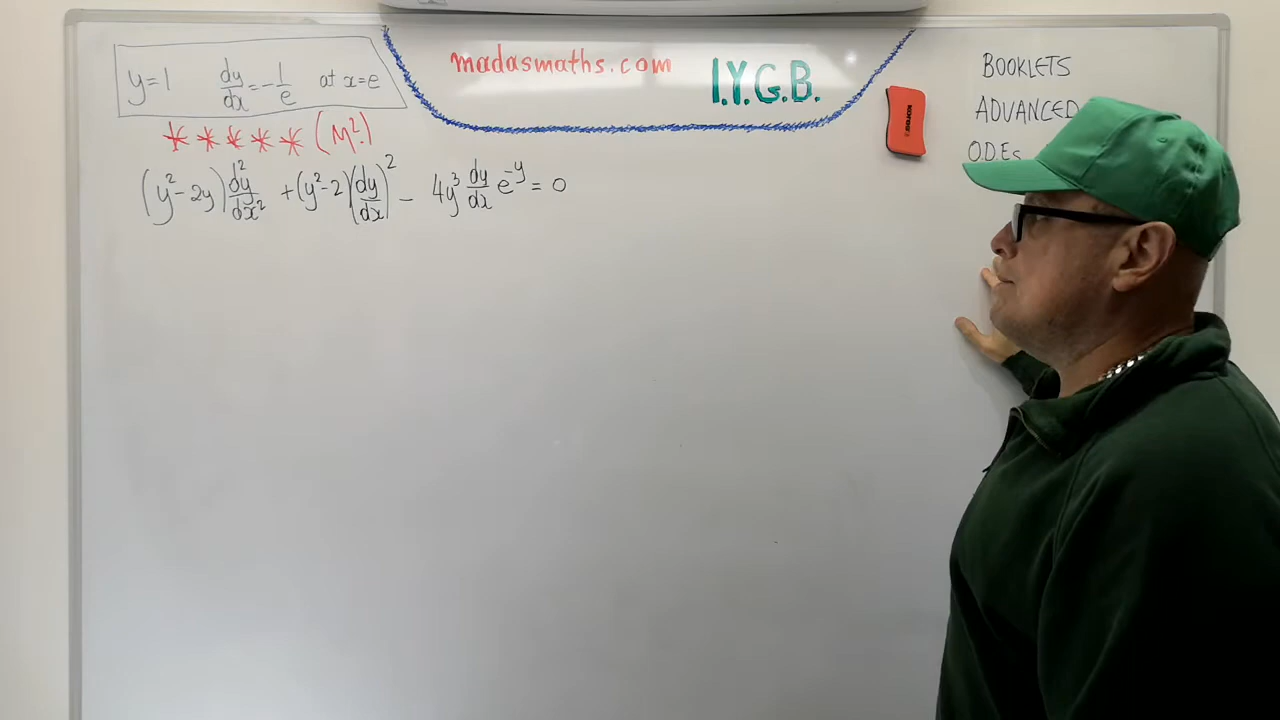 y=1 dy/dx=-1/e at x=e
madasmaths.com
I.Y.G.B.
BOOKLETS
ADVANCED
O.D.Es
***** (M²!)
(y²-2y)d²y/dx² +(y²-2)(dy/dx)² - 4y³ dy/dx e^-y = 0